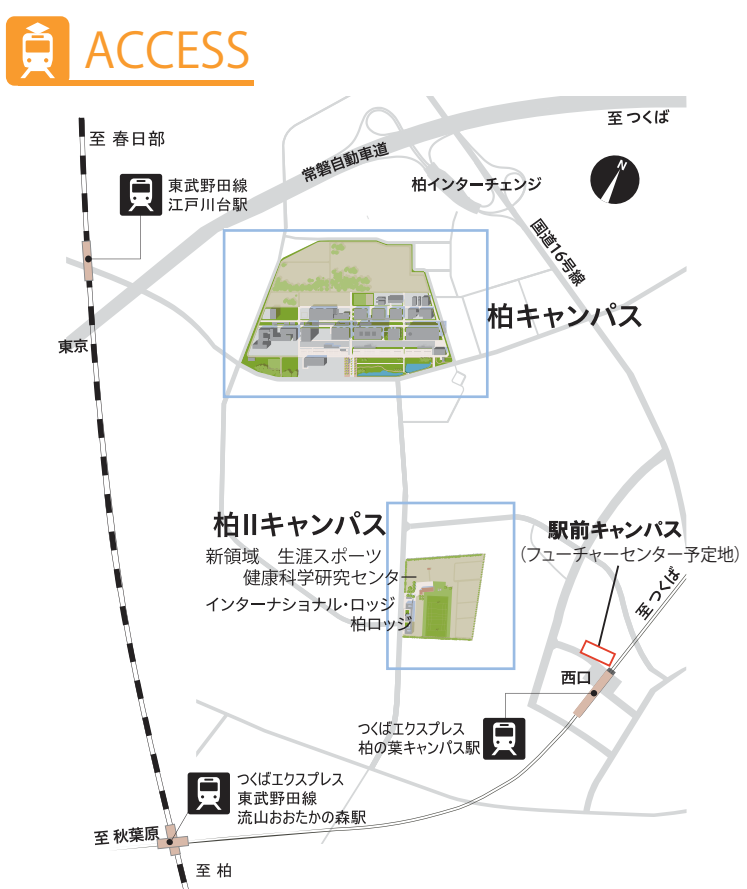 ACCESS
至 つくば
至 春日部
常磐自動車道
東武野田線
江戸川台駅
柏インターチェンジ
N
国道16号線
柏キャンパス
東京
柏IIキャンパス
新領域　生涯スポーツ
健康科学研究センター
インターナショナル・ロッジ
柏ロッジ
駅前キャンパス
（フューチャーセンター予定地）
至 つくば
西口
つくばエクスプレス
柏の葉キャンパス駅
つくばエクスプレス
東武野田線
流山おおたかの森駅
至 秋葉原
至 柏